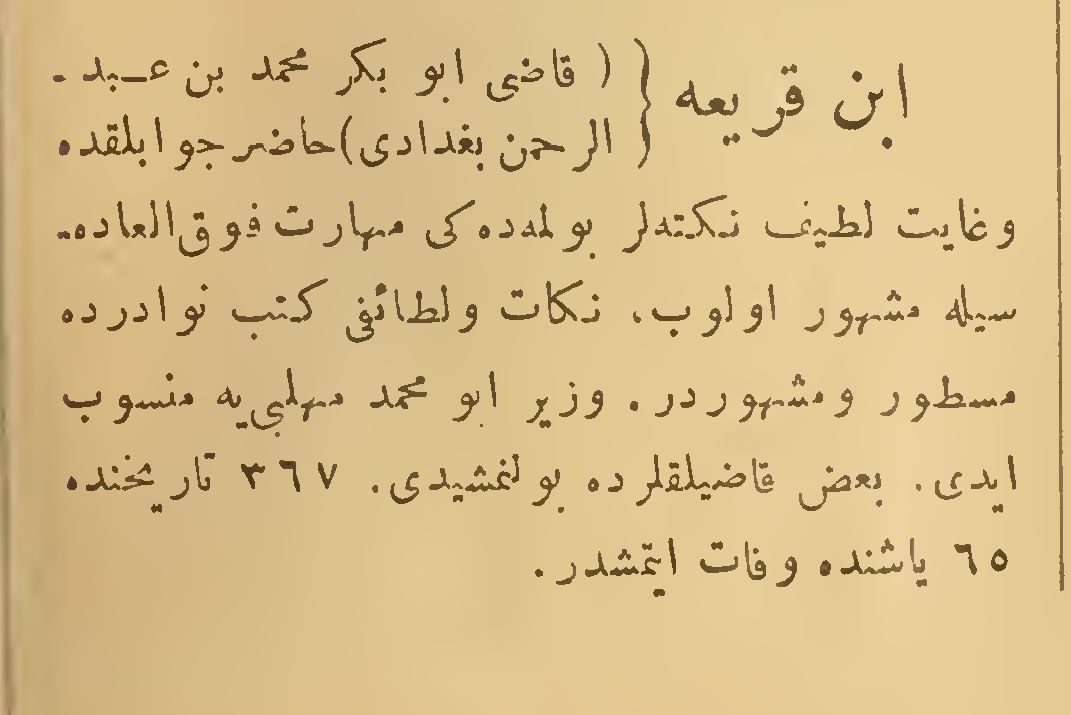 ابن قریعه { ( قاضی ابو بکر محمد بن عبد ـ
الرحمن بغدادی)حاضرجوابلقده
وغایت لطیف نکته‌لر بولمه‌ده‌کی مهارت فوق‌العاده‌ـ
سیله مشهور اولوب، نکات ولطائفی کتب نوادرده
مسطور ومشهوردر . وزیر ابو محمد مهلبی‌یه منسوب
ایدی . بعض قاضیلقلرده بولنمشیدی . ٣٦٧ تاریخنده
٦٥ یاشنده وفات ایتمشدر .